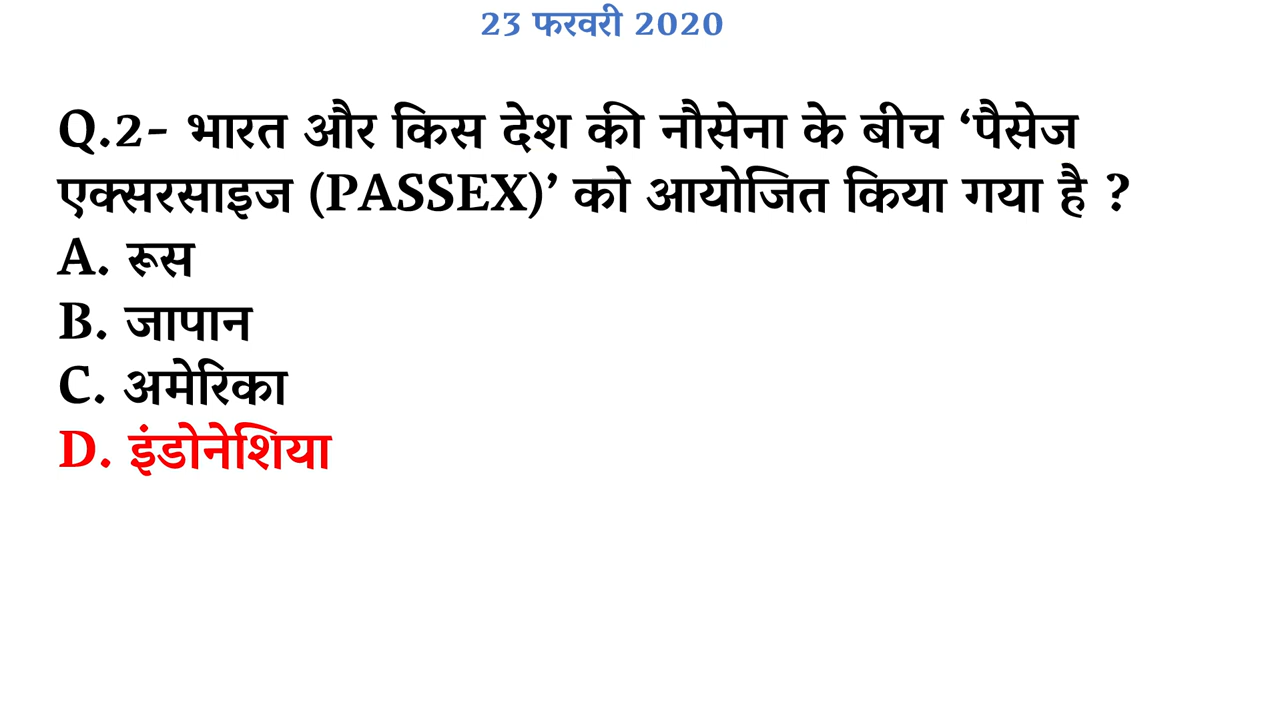 23 फरवरी 2020
Q.2- भारत और किस देश की नौसेना के बीच ‘पैसेज
एक्सरसाइज (PASSEX)’ को आयोजित किया गया है ?
A. रूस
B. जापान
C. अमेरिका
D. इंडोनेशिया